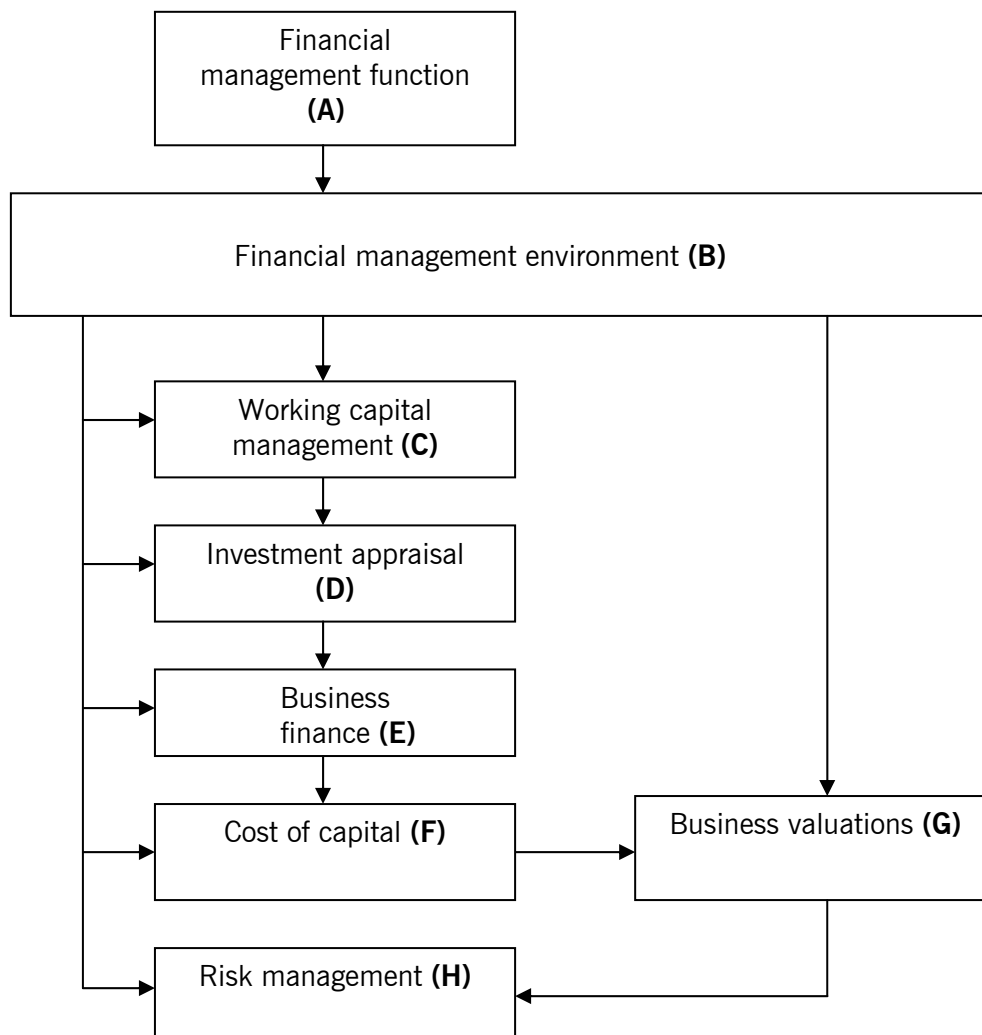 Financial
management function
(A)
Financial management environment (B)
Working capital
management (C)
Investment appraisal
(D)
Business
finance (E)
Cost of capital (F)
Business valuations (G)
Risk management (H)